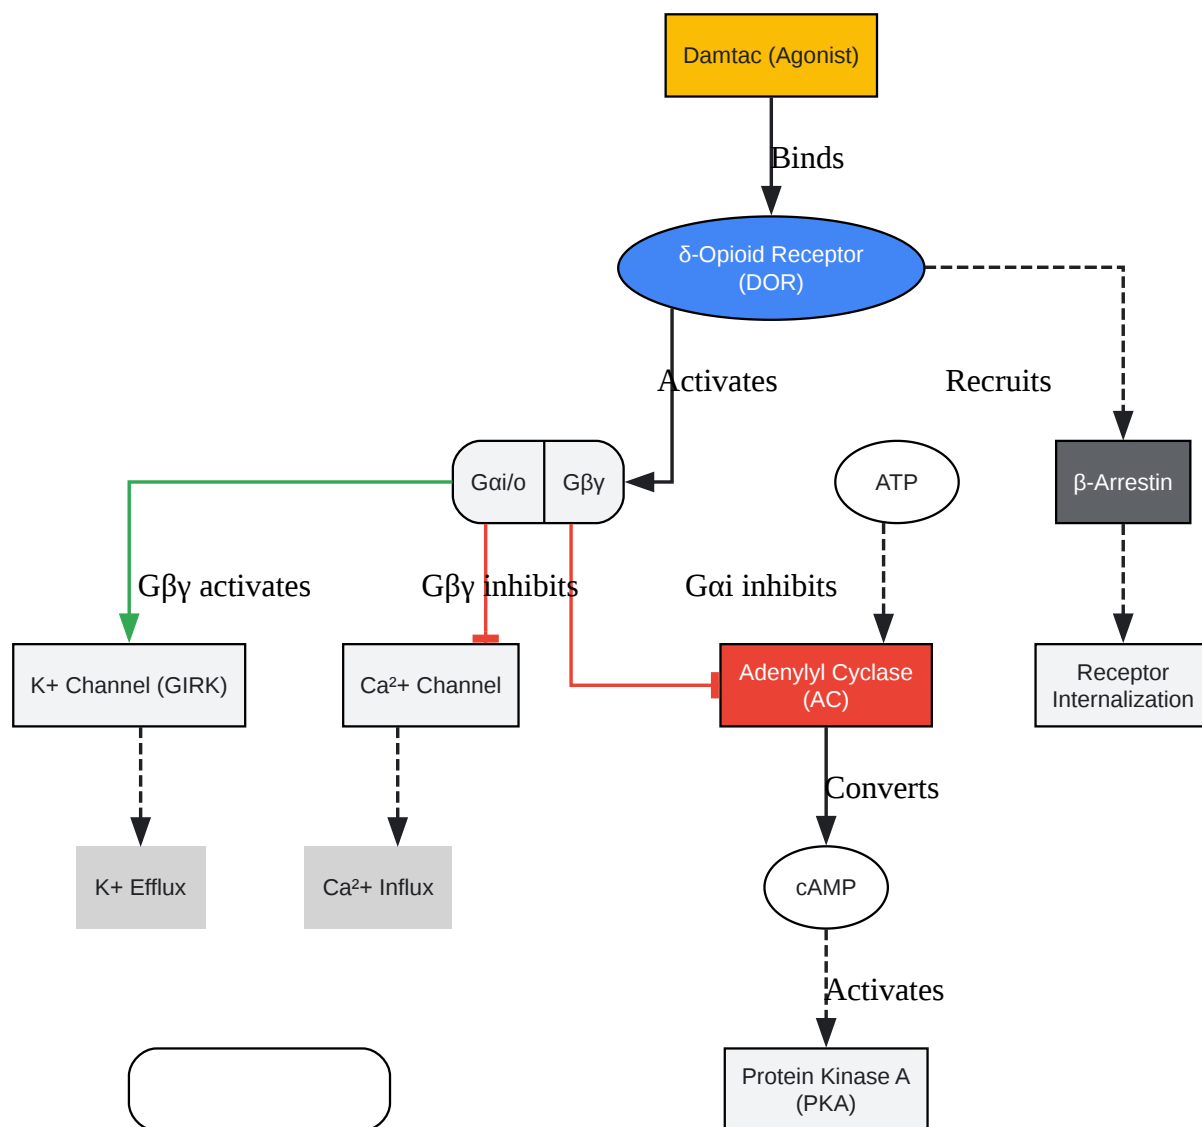 Damtac (Agonist)
Binds
δ-Opioid Receptor
(DOR)
Activates
Recruits
Gαi/o
Gβγ
ATP
β-Arrestin
Gβγ activates
Gβγ inhibits
Gαi inhibits
K+ Channel (GIRK)
Ca²+ Channel
Adenylyl Cyclase
(AC)
Receptor
Internalization
Converts
K+ Efflux
Ca²+ Influx
cAMP
Activates
Protein Kinase A
(PKA)